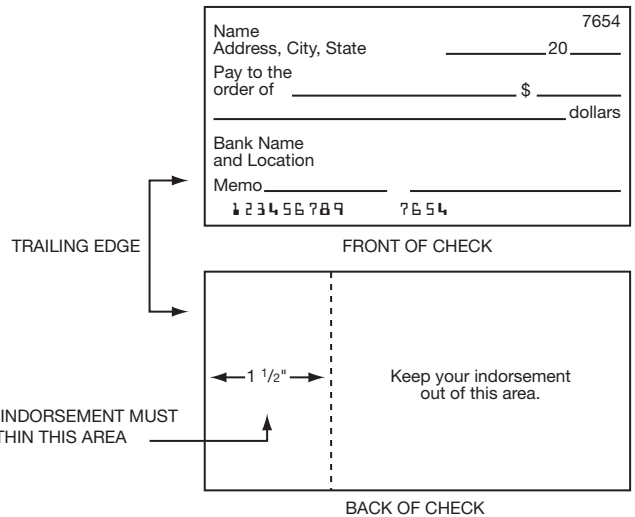 7654
Name
Address, City, State 20
Pay to the
order of $
dollars
Bank Name
and Location
Memo
123456789 7654
TRAILING EDGE
FRONT OF CHECK
1 1/2"
Keep your indorsement
out of this area.
INDORSEMENT MUST
THIS AREA
BACK OF CHECK